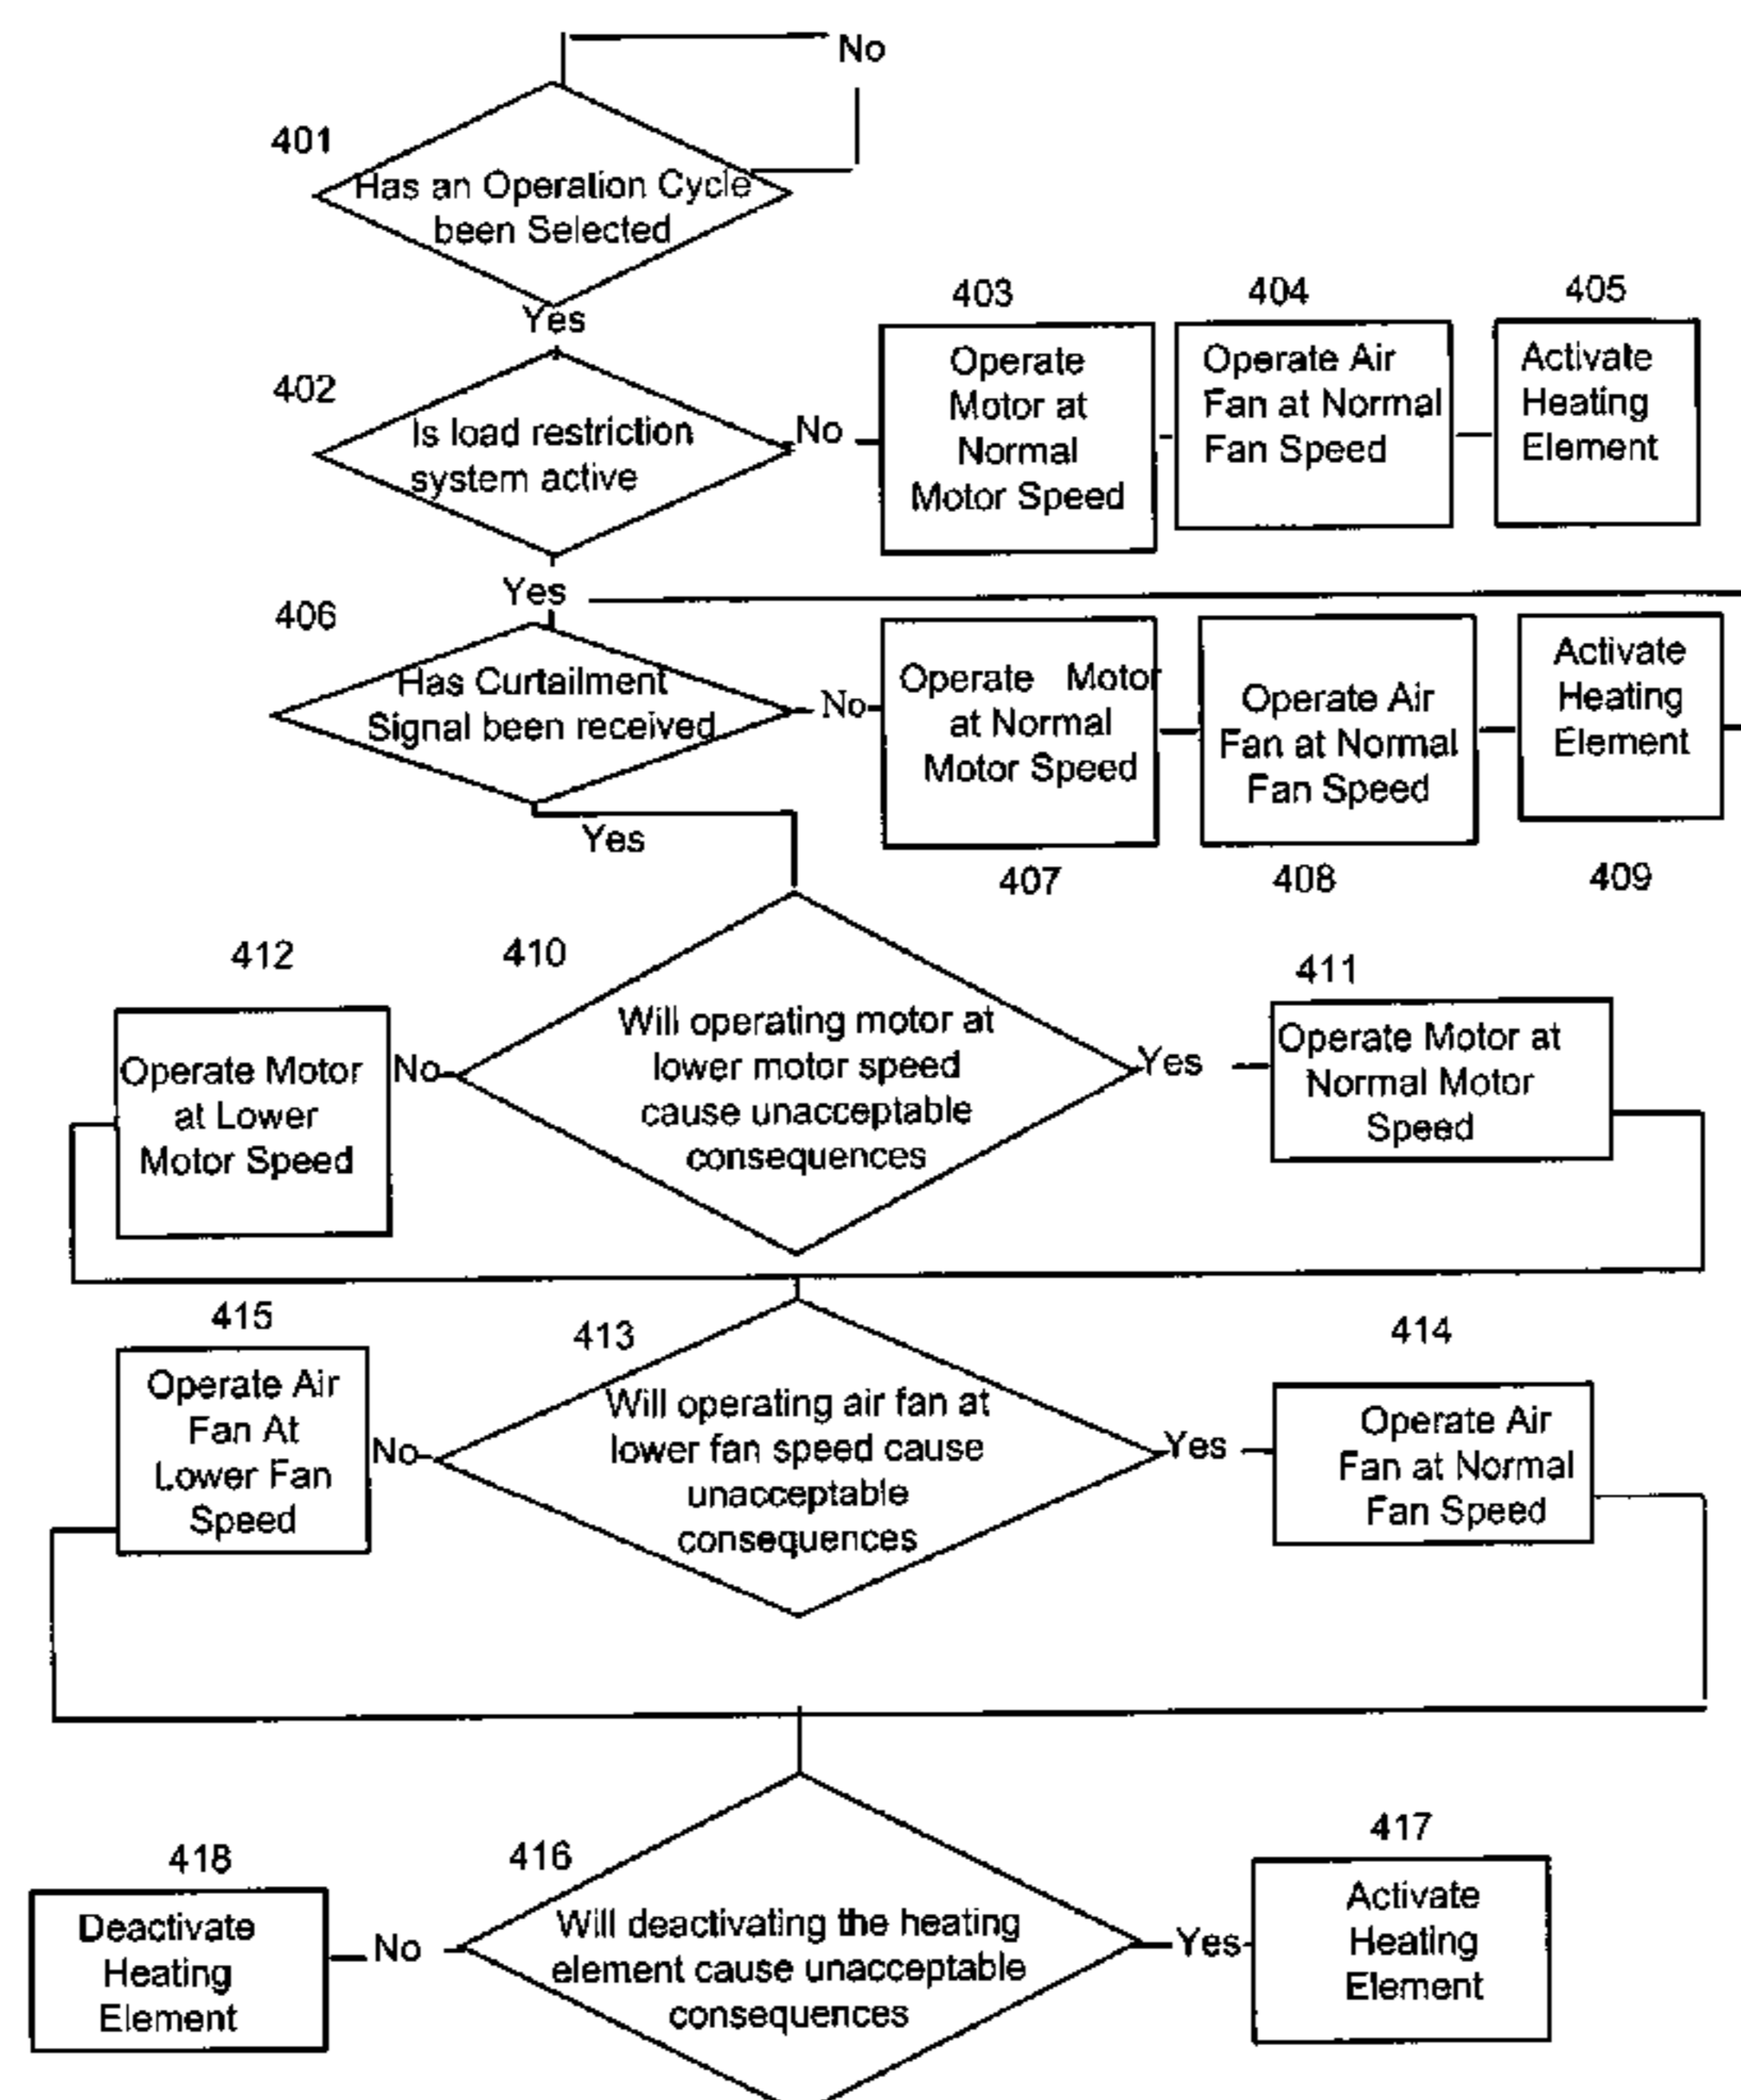 No
401
Has an Operation Cycle
been Selected
Yes
402
Is load restriction
system active
No
403
Operate
Motor at
Normal
Motor Speed
404
Operate Air
Fan at Normal
Fan Speed
405
Activate
Heating
Element
Yes
406
Has Curtailment
Signal been received
No
Operate Motor
at Normal
Motor Speed
407
Operate Air
Fan at Normal
Fan Speed
408
Activate
Heating
Element
409
Yes
412
Operate Motor
at Lower
Motor Speed
No
410
Will operating motor at
lower motor speed
cause unacceptable
consequences
Yes
411
Operate Motor at
Normal Motor
Speed
415
Operate Air
Fan At
Lower Fan
Speed
No
413
Will operating air fan at
lower fan speed cause
unacceptable
consequences
Yes
414
Operate Air
Fan at Normal
Fan Speed
418
Deactivate
Heating
Element
No
416
Will deactivating the heating
element cause unacceptable
consequences
Yes
417
Activate
Heating
Element